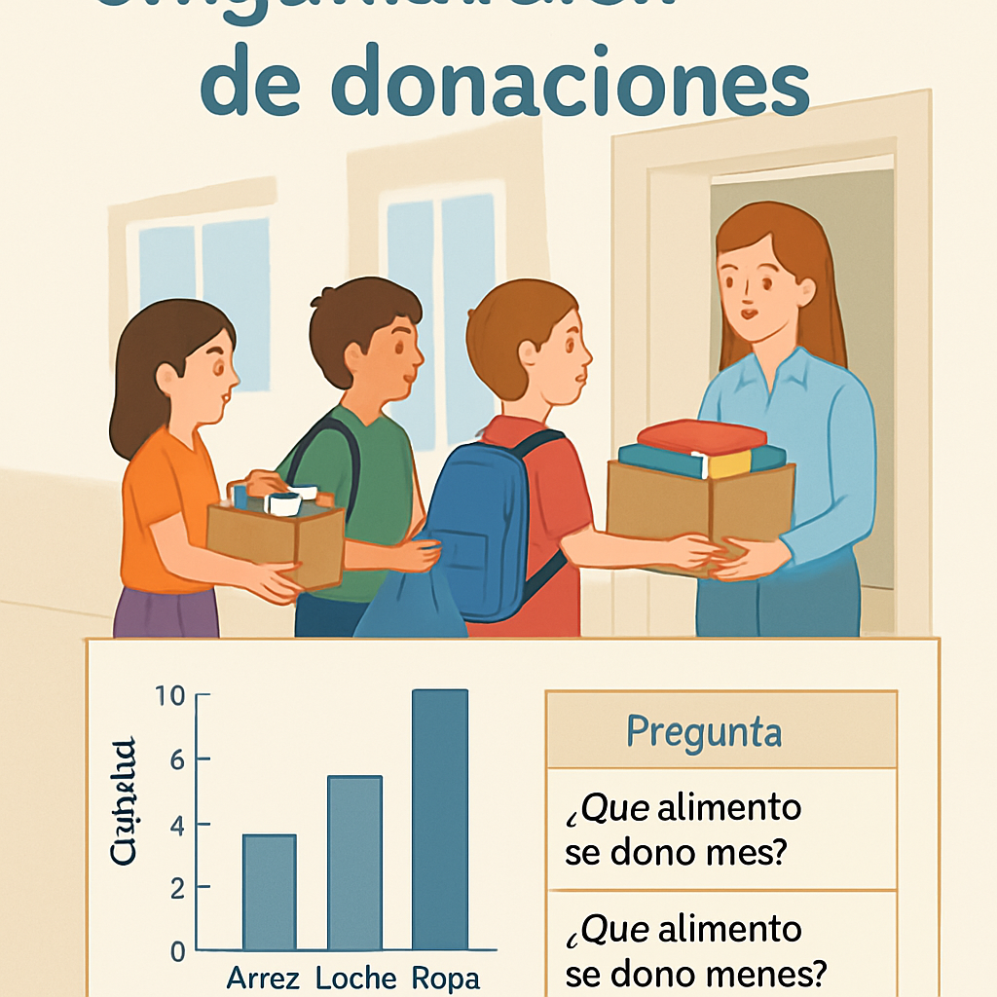 de donaciones
10
6
4
2
0
Arrez Loche Ropa
Pregunta
¿Que alimento
se dono mes?
¿Que alimento
se dono menes?